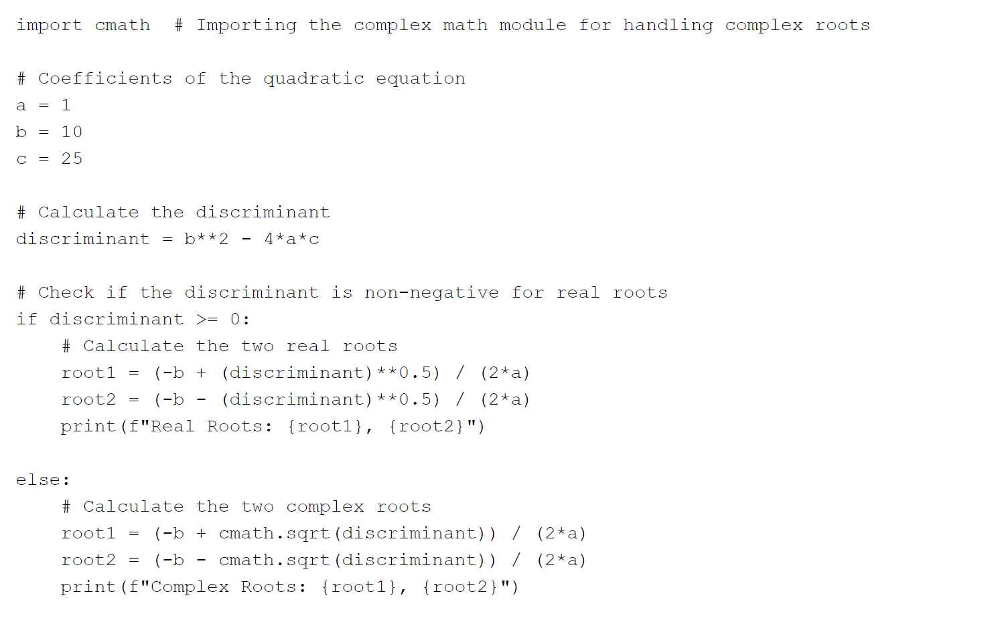 import cmath  # Importing the complex math module for handling complex roots

# Coefficients of the quadratic equation
a = 1
b = 10
c = 25

# Calculate the discriminant
discriminant = b**2 - 4*a*c

# Check if the discriminant is non-negative for real roots
if discriminant >= 0:
    # Calculate the two real roots
    root1 = (-b + (discriminant)**0.5) / (2*a)
    root2 = (-b - (discriminant)**0.5) / (2*a)
    print(f"Real Roots: {root1}, {root2}")

else:
    # Calculate the two complex roots
    root1 = (-b + cmath.sqrt(discriminant)) / (2*a)
    root2 = (-b - cmath.sqrt(discriminant)) / (2*a)
    print(f"Complex Roots: {root1}, {root2}")